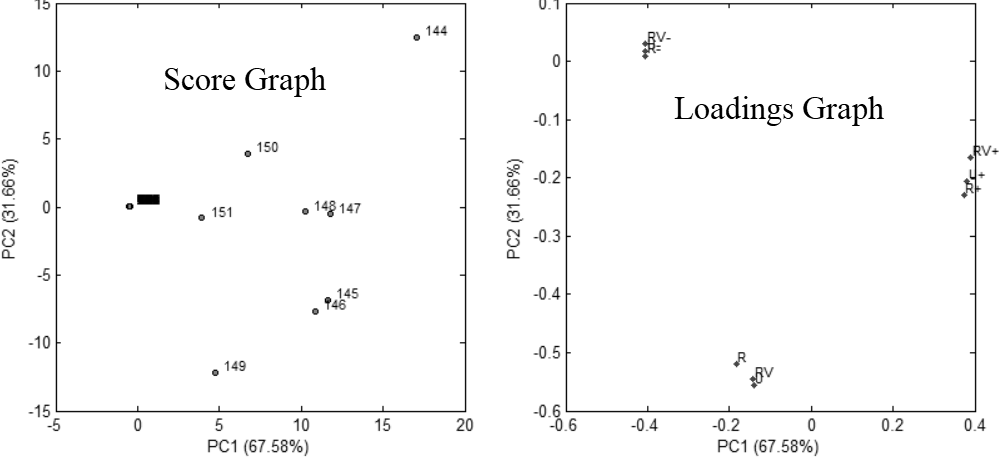 15
10
5
0
-5
-10
-15
PC2 (31.66%)
Score Graph
144
150
151
148
147
145
146
149
-5
0
5
10
15
20
PC1 (67.58%)
0.1
0
-0.1
-0.2
-0.3
-0.4
-0.5
-0.6
PC2 (31.66%)
Loadings Graph
RV-
R-
RV+
U+
R+
R
RV
U
-0.6
-0.4
-0.2
0
0.2
0.4
PC1 (67.58%)